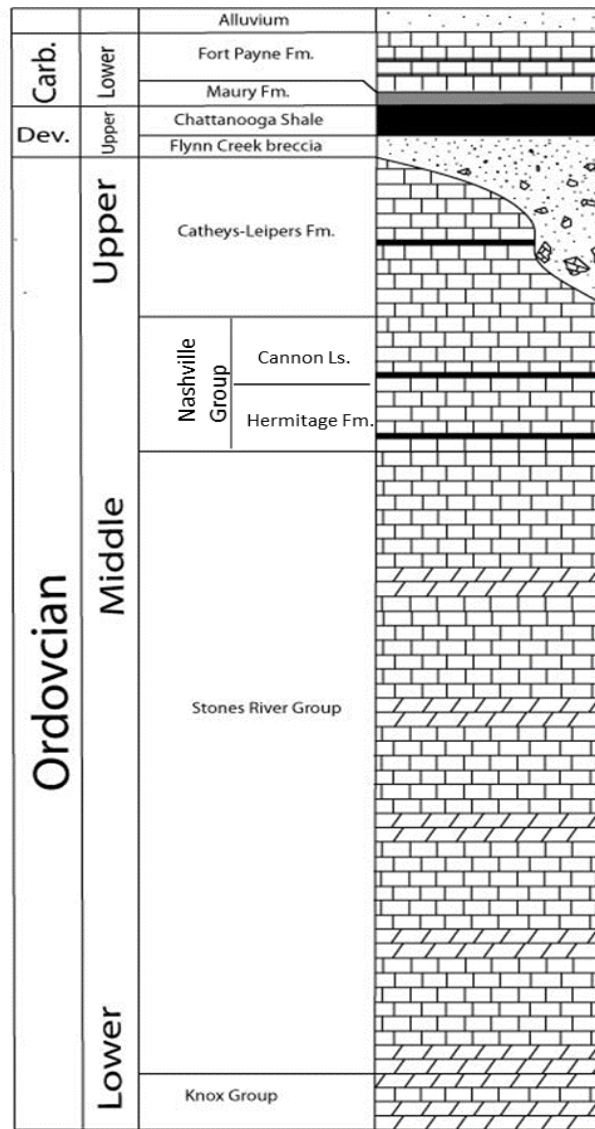 Alluvium
Carb.
Lower
Fort Payne Fm.
Maury Fm.
Dev.
Upper
Chattanooga Shale
Flynn Creek breccia
Ordovcian
Upper
Catheys-Leipers Fm.
Nashville
Group
Cannon Ls.
Hermitage Fm.
Middle
Stones River Group
Lower
Knox Group